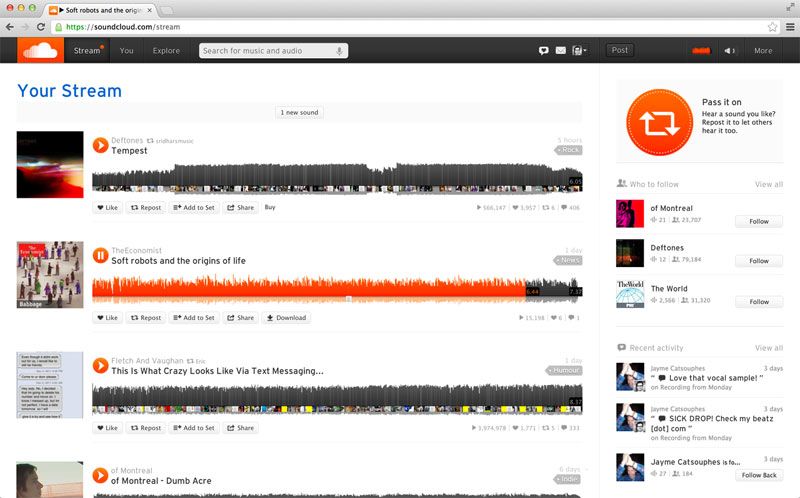 Soft robots and the origin
https://soundcloud.com/stream
Stream
You
Explore
Search for music and audio
Post
1
More
Your Stream
1 new sound
Deftones sridharsmusic
5 hours
Tempest
Rock
6.05
Like
Repost
Add to Set
Share
Buy
566,147
3,957
6
406
TheEconomist
1 day
Soft robots and the origins of life
News
6.44
7.37
Babbage
Like
Repost
Add to Set
Share
Download
15,198
6
1
Fletch And Vaughan Eric
1 day
This Is What Crazy Looks Like Via Text Messaging...
Humour
8.37
Like
Repost
Add to Set
Share
3,974,978
3,771
5
333
of Montreal
6 days
of Montreal - Dumb Acre
Indie
Pass it on
Hear a sound you like?
Repost it to let others
hear it too.
Who to follow
View all
of Montreal
21
23,707
Follow
Deftones
12
79,184
Follow
The World
2,566
31,320
Follow
Recent activity
View all
Jayme Catsouphes
3 days
“ Love that vocal sample! ”
on Recording from Monday
Jayme Catsouphes
3 days
“ SICK DROP! Check my beatz
[dot] com ”
on Recording from Monday
Jayme Catsouphes is fo...
3 days
27
184
Follow Back